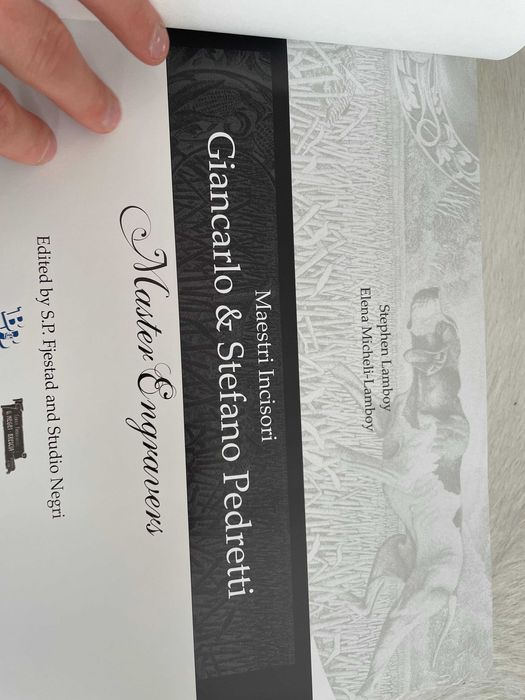 Stephen Lamboy
Elena Micheli-Lamboy
Maestri Incisori
Giancarlo & Stefano Pedretti
Master Engravers
Edited by S.P. Fjestad and Studio Negri